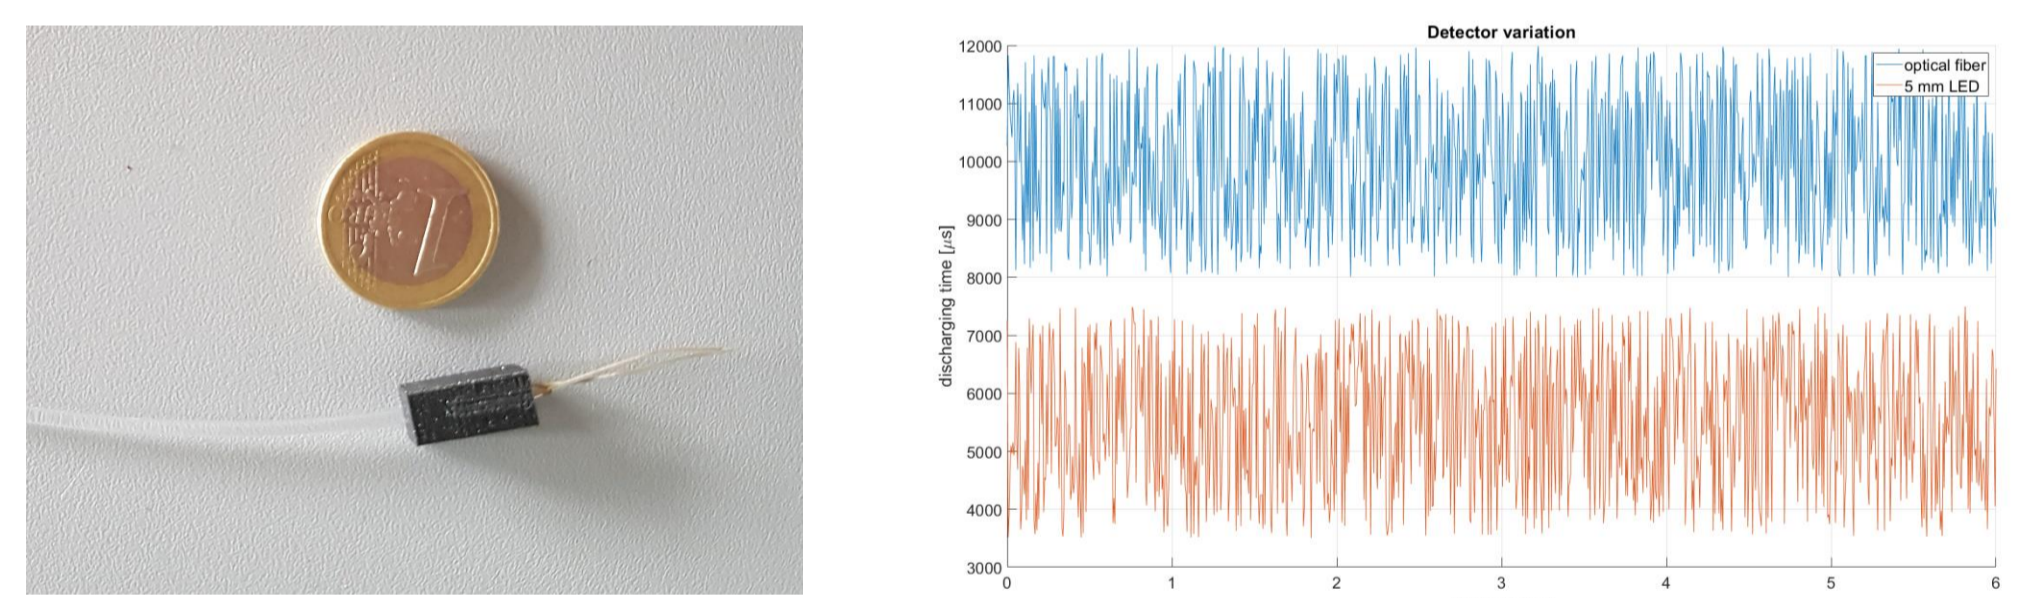 1
Detector variation
optical fiber
5 mm LED
12000
11000
10000
9000
8000
7000
6000
5000
4000
3000
discharging time [μs]
0 1 2 3 4 5 6